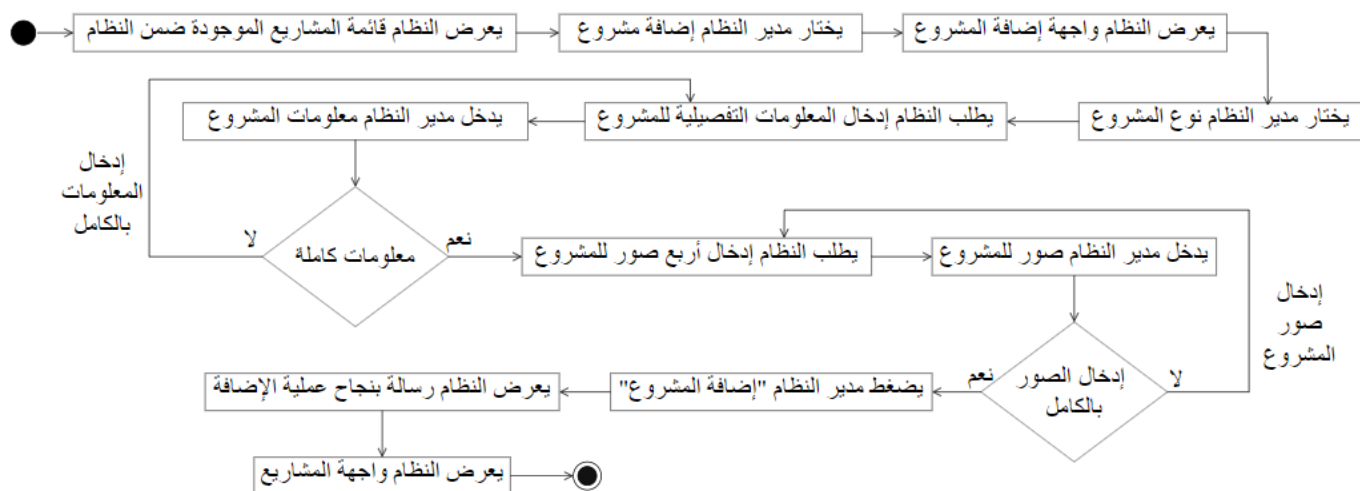 يعرض النظام قائمة المشاريع الموجودة ضمن النظام
يختار مدير النظام إضافة مشروع
يعرض النظام واجهة إضافة المشروع
يختار مدير النظام نوع المشروع
يطلب النظام إدخال المعلومات التفصيلية للمشروع
يدخل مدير النظام معلومات المشروع
إدخال
المعلومات
بالكامل
لا
معلومات كاملة
نعم
يطلب النظام إدخال أربع صور للمشروع
يدخل مدير النظام صور للمشروع
إدخال
صور
المشروع
لا
إدخال الصور
بالكامل
نعم
يضغط مدير النظام "إضافة المشروع"
يعرض النظام رسالة بنجاح عملية الإضافة
يعرض النظام واجهة المشاريع